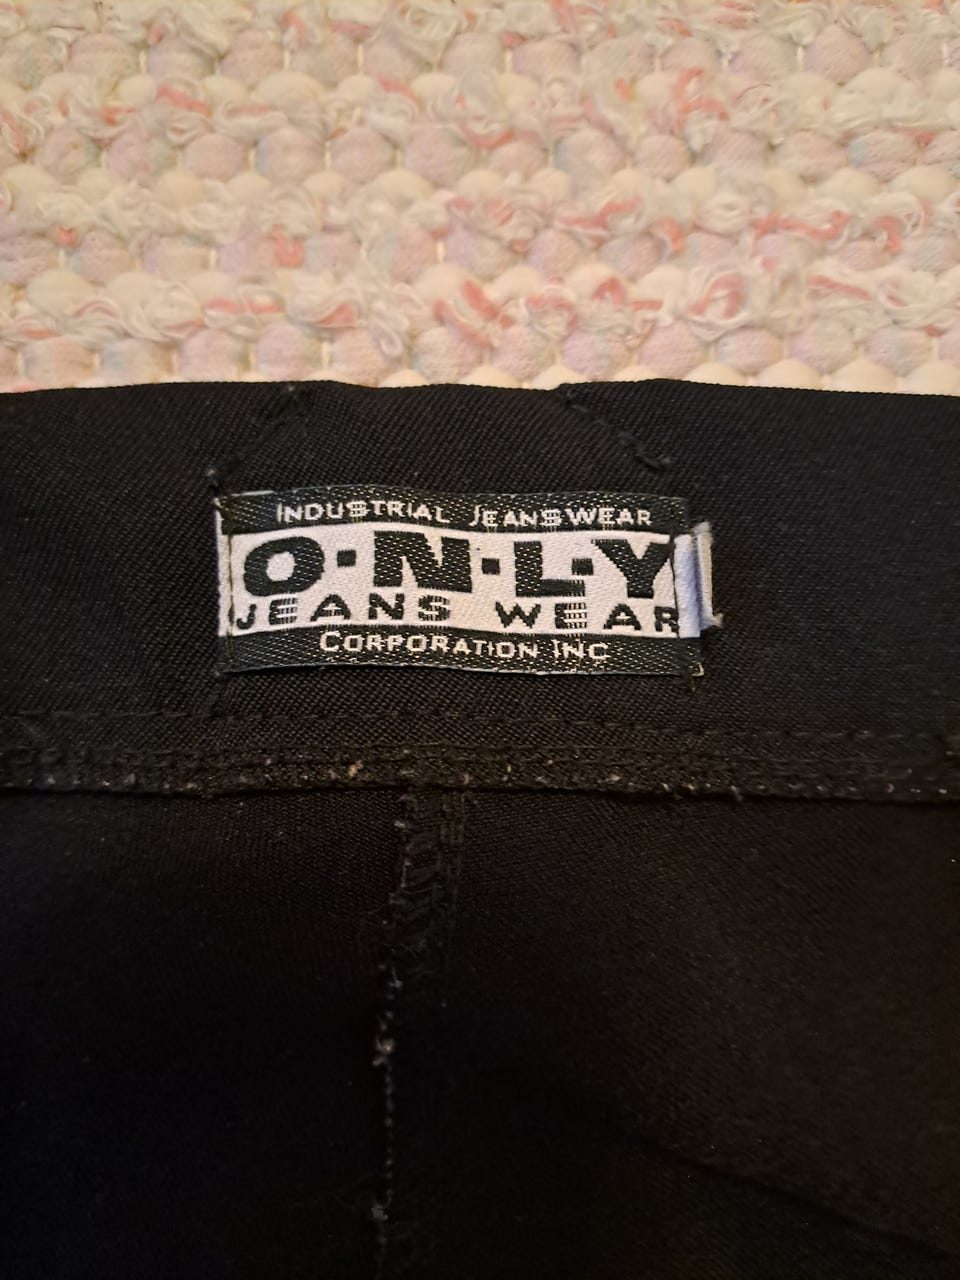 INDUSTRIAL JEANSWEAR
O·N·L·Y
JEANS WEAR
CORPORATION INC